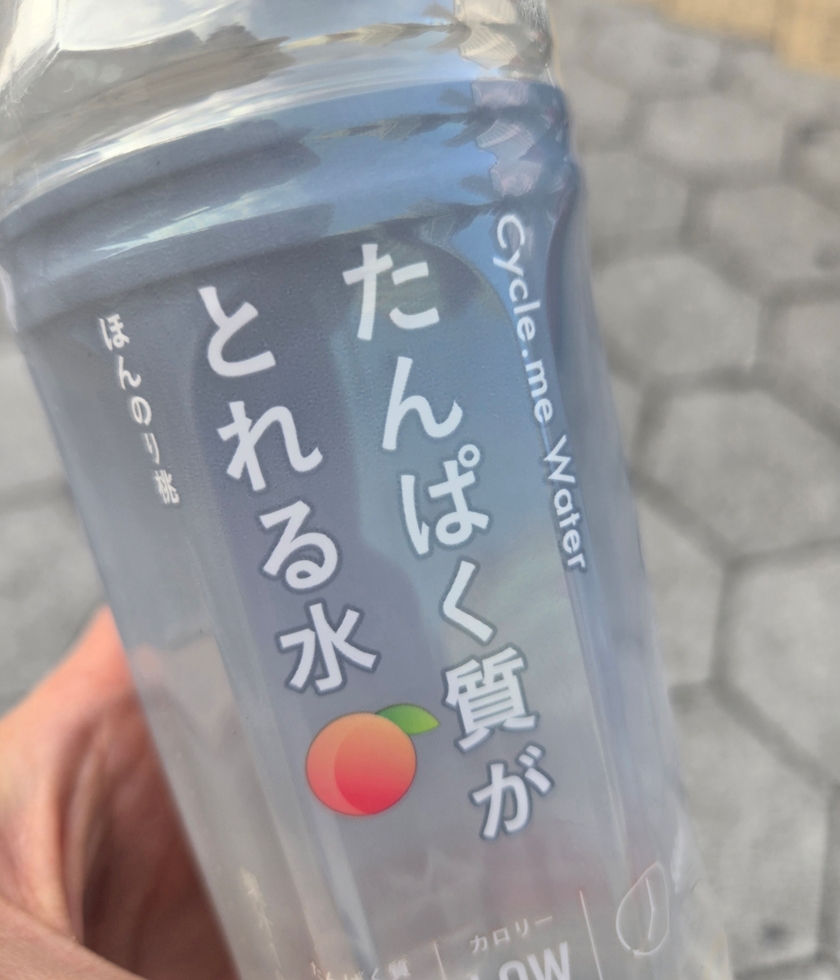 Cycle.me Water
たんぱく質が
とれる水
ほんのり桃
カロリー